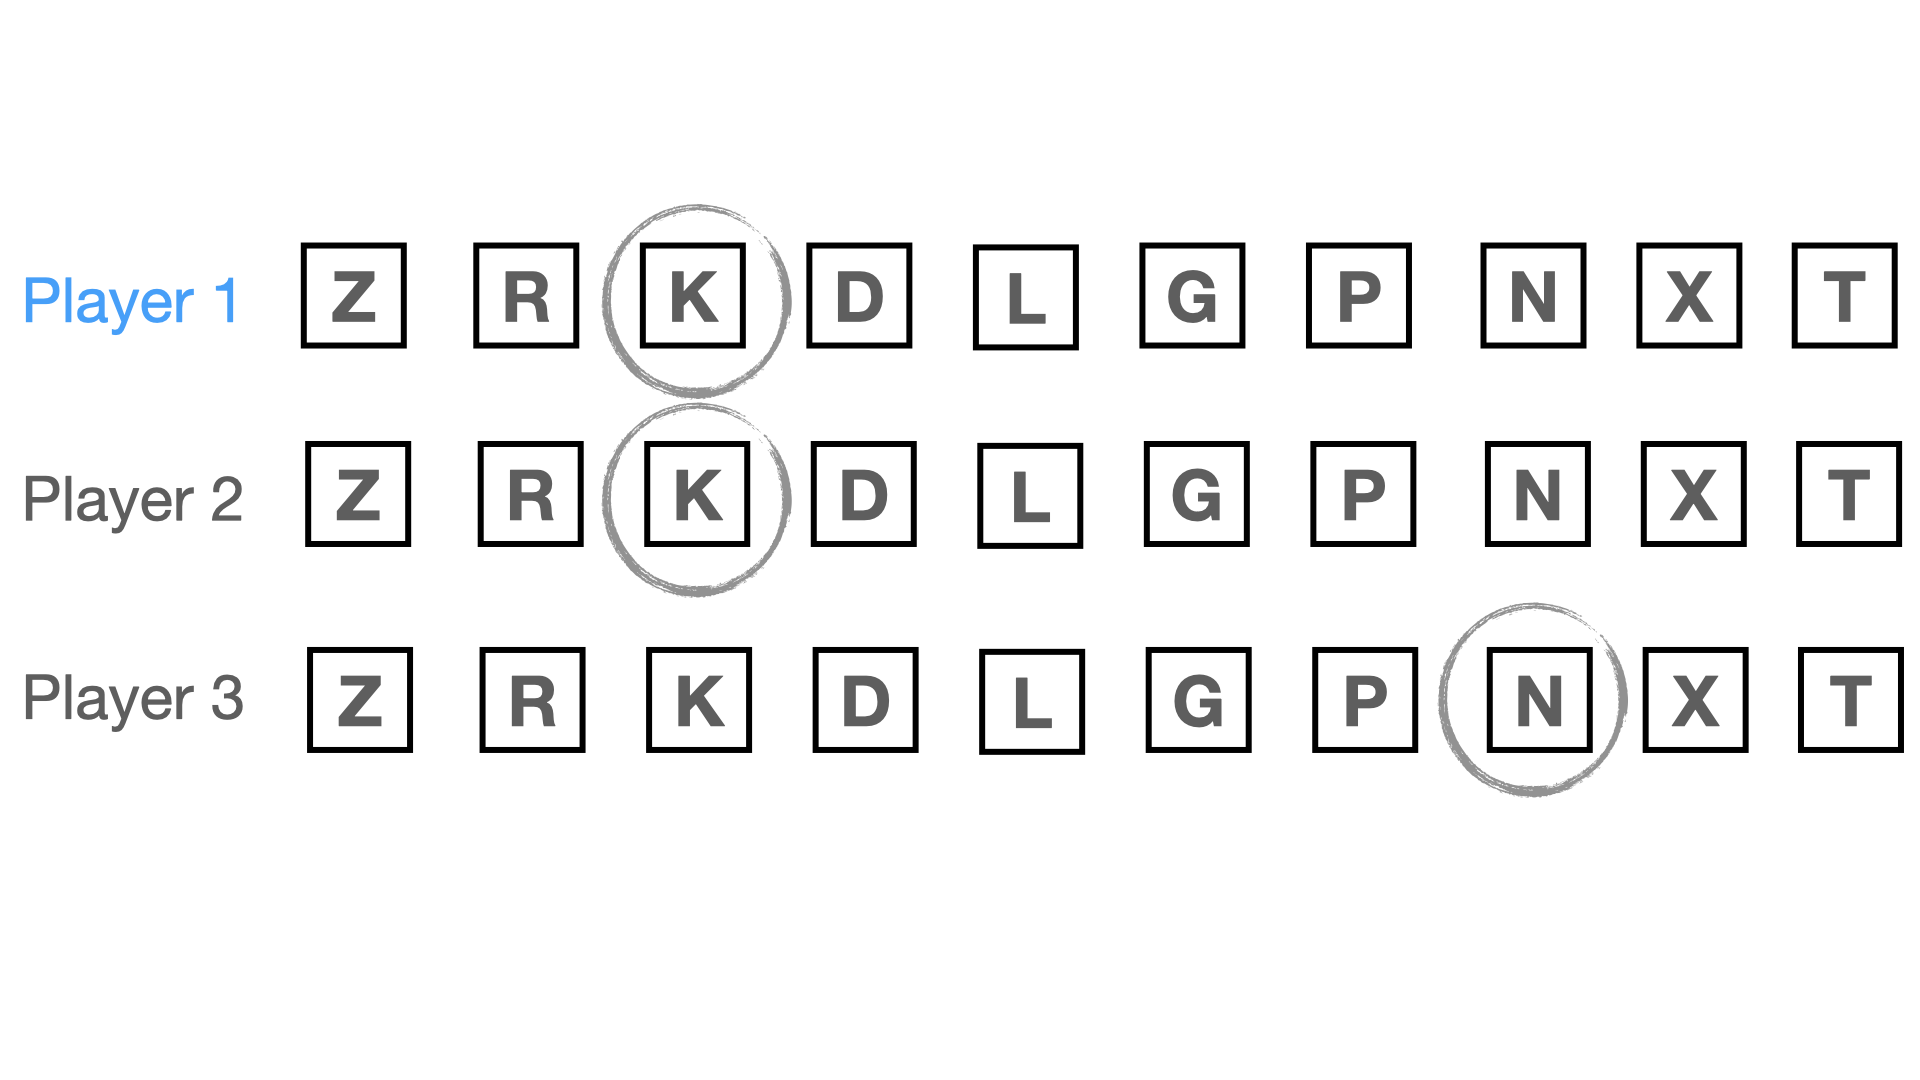 Player 1 Z R K D L G P N X T
Player 2 Z R K D L G P N X T
Player 3 Z R K D L G P N X T